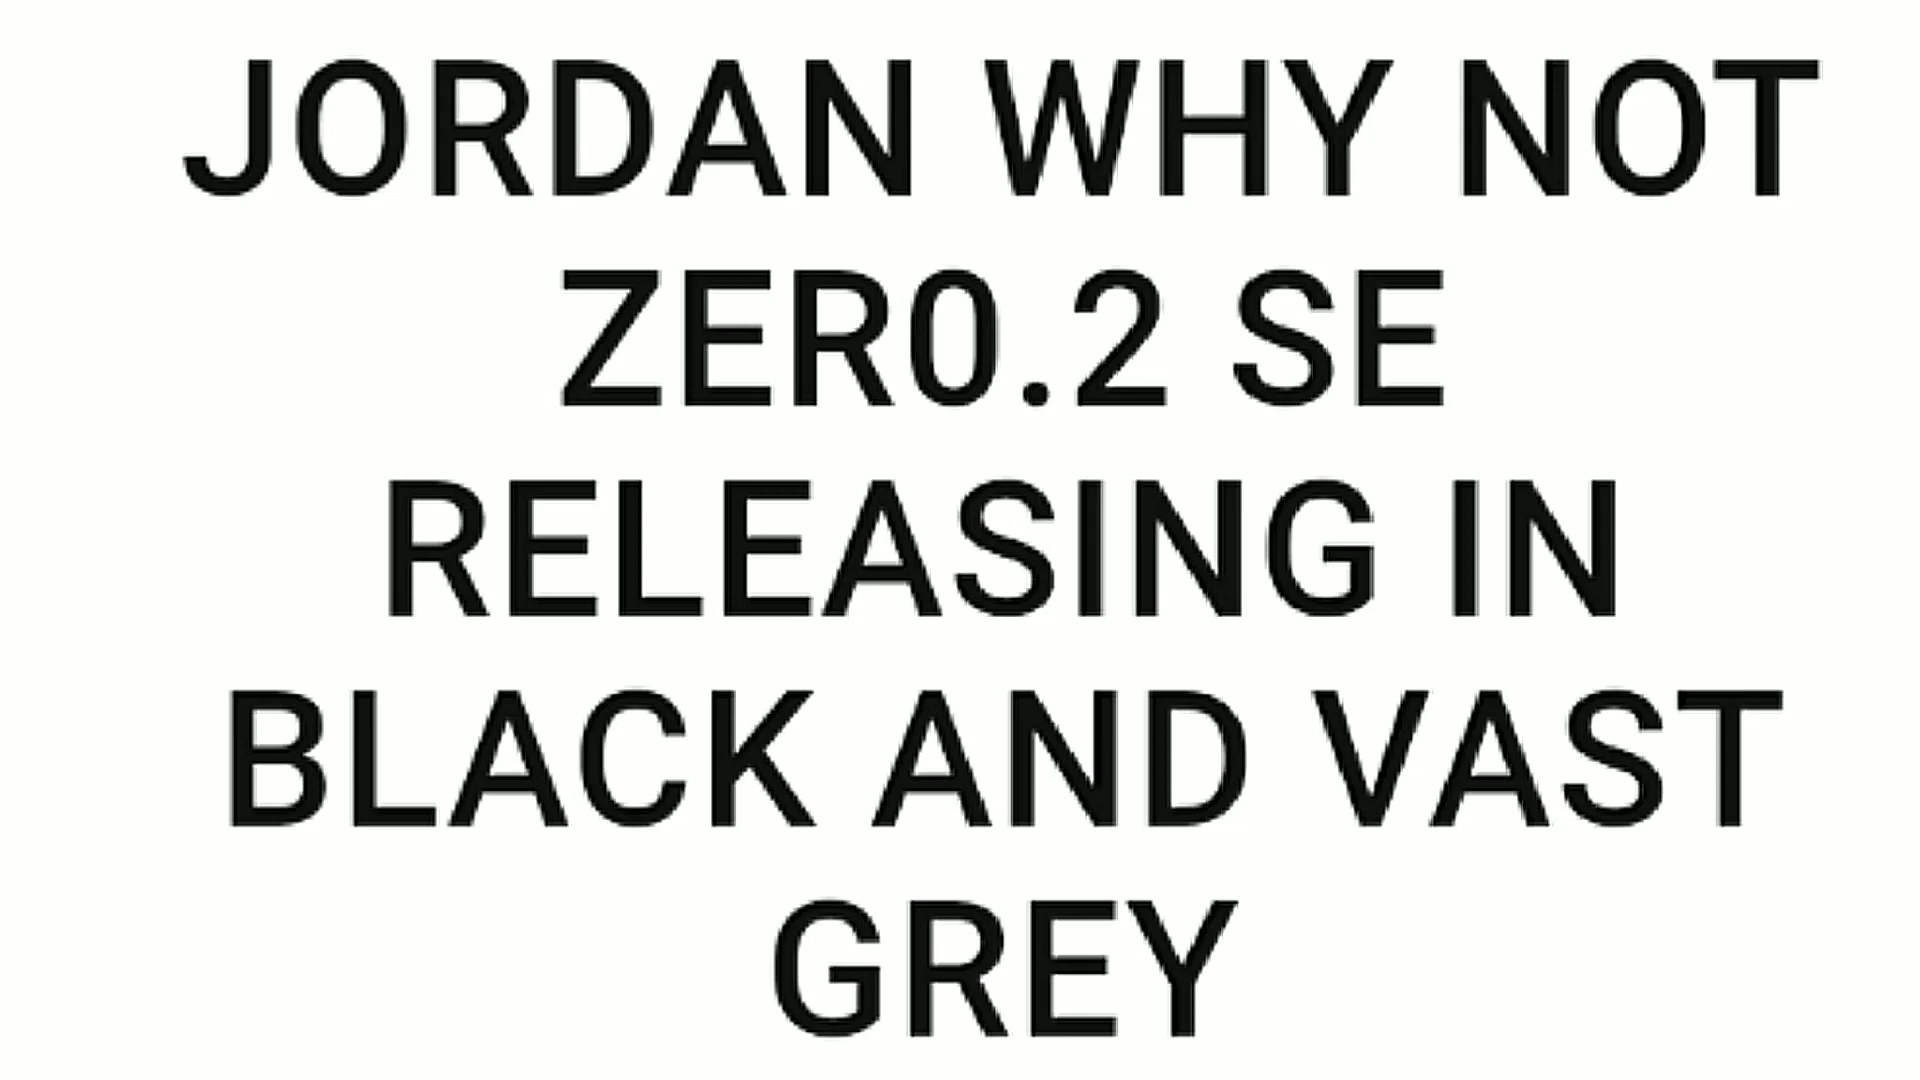 JORDAN WHY NOT
ZER0.2 SE
RELEASING IN
BLACK AND VAST
GREY